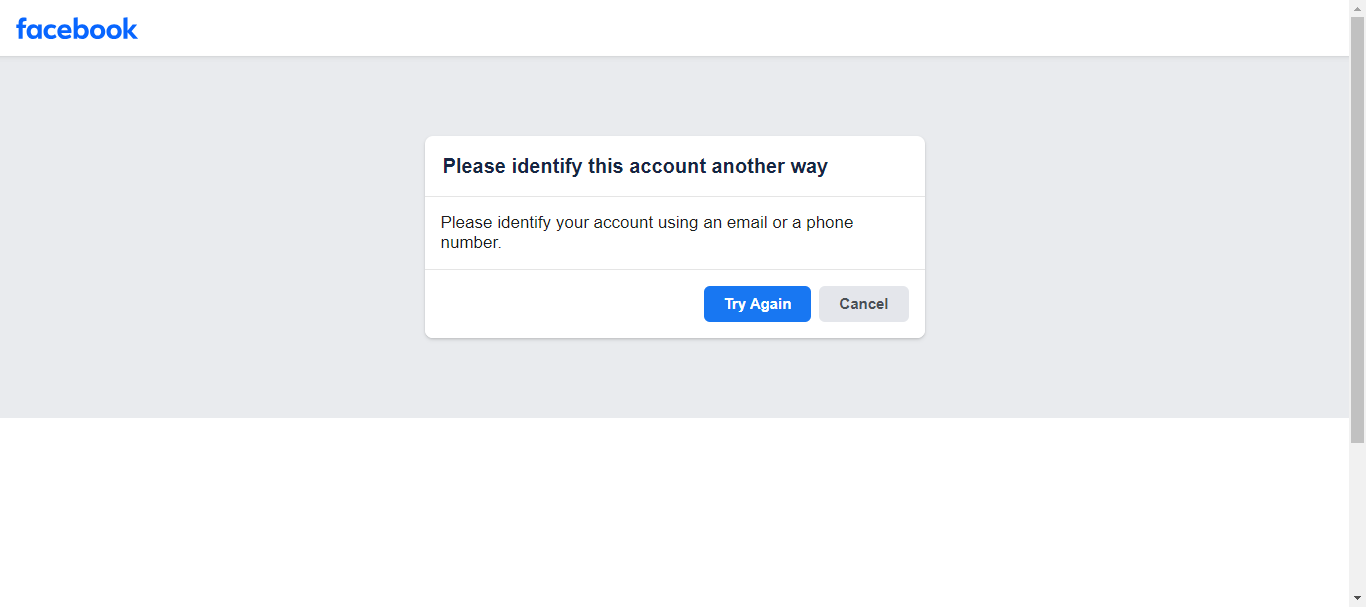 facebook
Please identify this account another way
Please identify your account using an email or a phone
number.
Try Again
Cancel